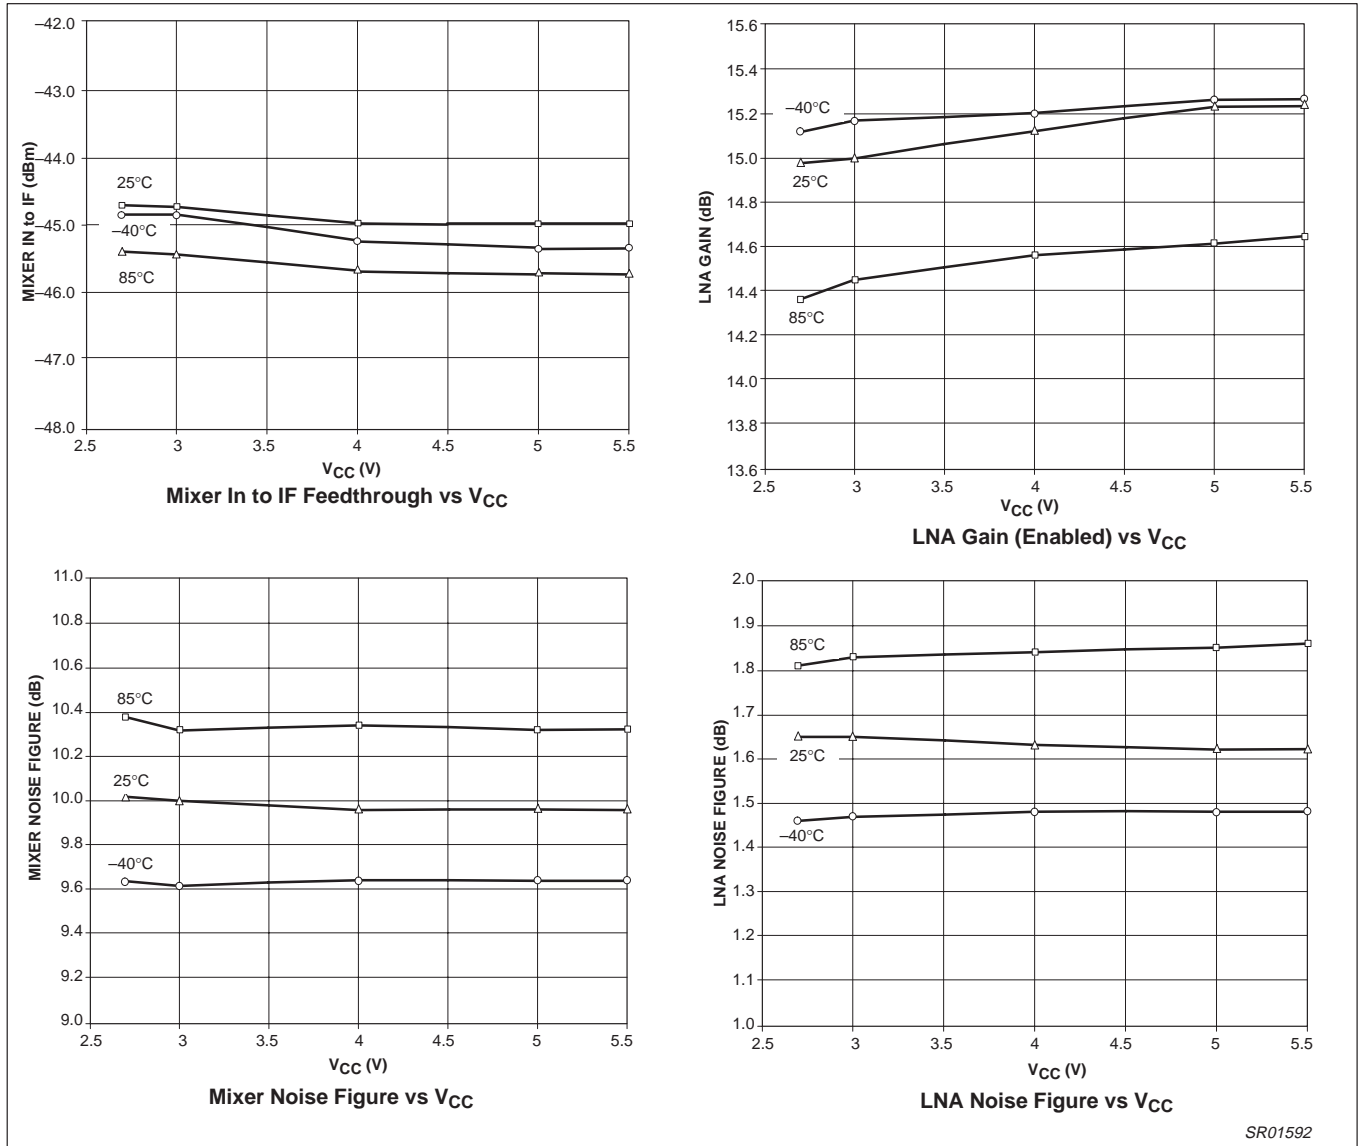 –42.0
–43.0
–44.0
–45.0
–46.0
–47.0
–48.0
MIXER IN to IF (dBm)
25°C
–40°C
85°C
2.5 3 3.5 4 4.5 5 5.5
VCC (V)
Mixer In to IF Feedthrough vs VCC
15.6
15.4
15.2
15.0
14.8
14.6
14.4
14.2
14.0
13.8
13.6
LNA GAIN (dB)
–40°C
25°C
85°C
2.5 3 3.5 4 4.5 5 5.5
VCC (V)
LNA Gain (Enabled) vs VCC
11.0
10.8
10.6
10.4
10.2
10.0
9.8
9.6
9.4
9.2
9.0
MIXER NOISE FIGURE (dB)
85°C
25°C
–40°C
2.5 3 3.5 4 4.5 5 5.5
VCC (V)
Mixer Noise Figure vs VCC
2.0
1.9
1.8
1.7
1.6
1.5
1.4
1.3
1.2
1.1
1.0
LNA NOISE FIGURE (dB)
85°C
25°C
–40°C
2.5 3 3.5 4 4.5 5 5.5
VCC (V)
LNA Noise Figure vs VCC
SR01592